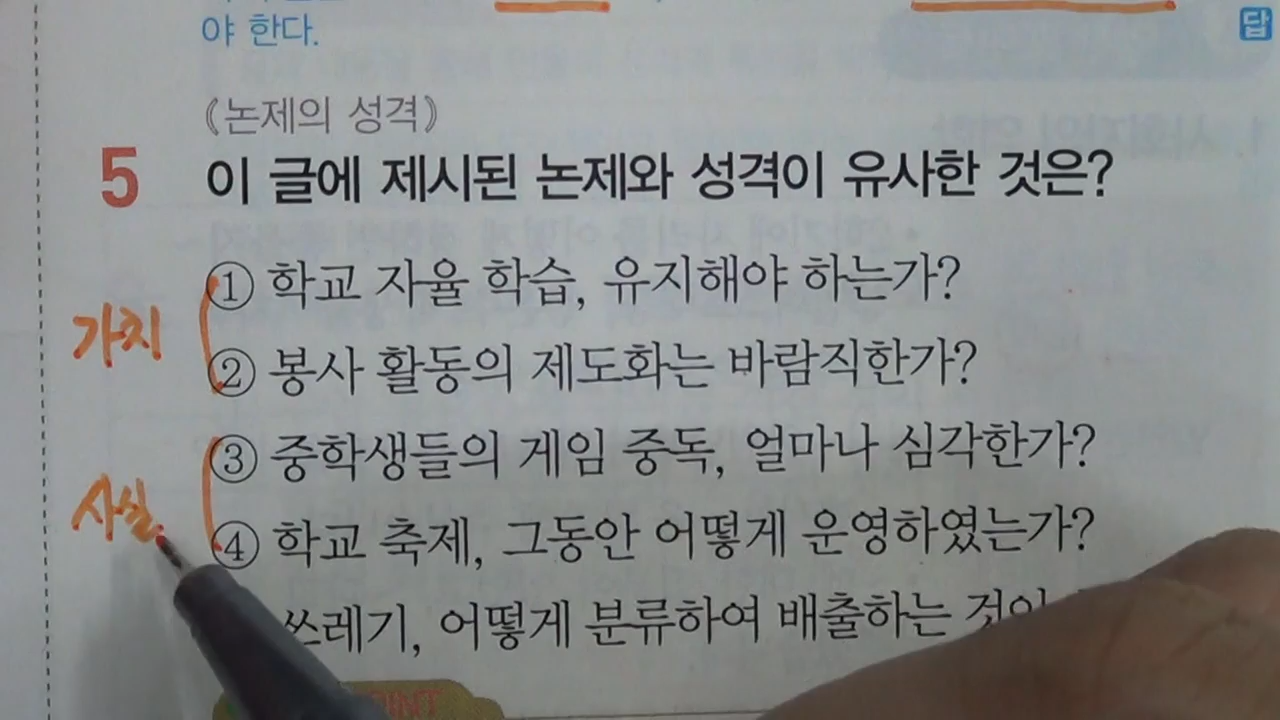 야 한다.
답
《논제의 성격》
5 이 글에 제시된 논제와 성격이 유사한 것은?
① 학교 자율 학습, 유지해야 하는가?
② 봉사 활동의 제도화는 바람직한가?
가치
③ 중학생들의 게임 중독, 얼마나 심각한가?
④ 학교 축제, 그동안 어떻게 운영하였는가?
사실
쓰레기, 어떻게 분류하여 배출하는 것이